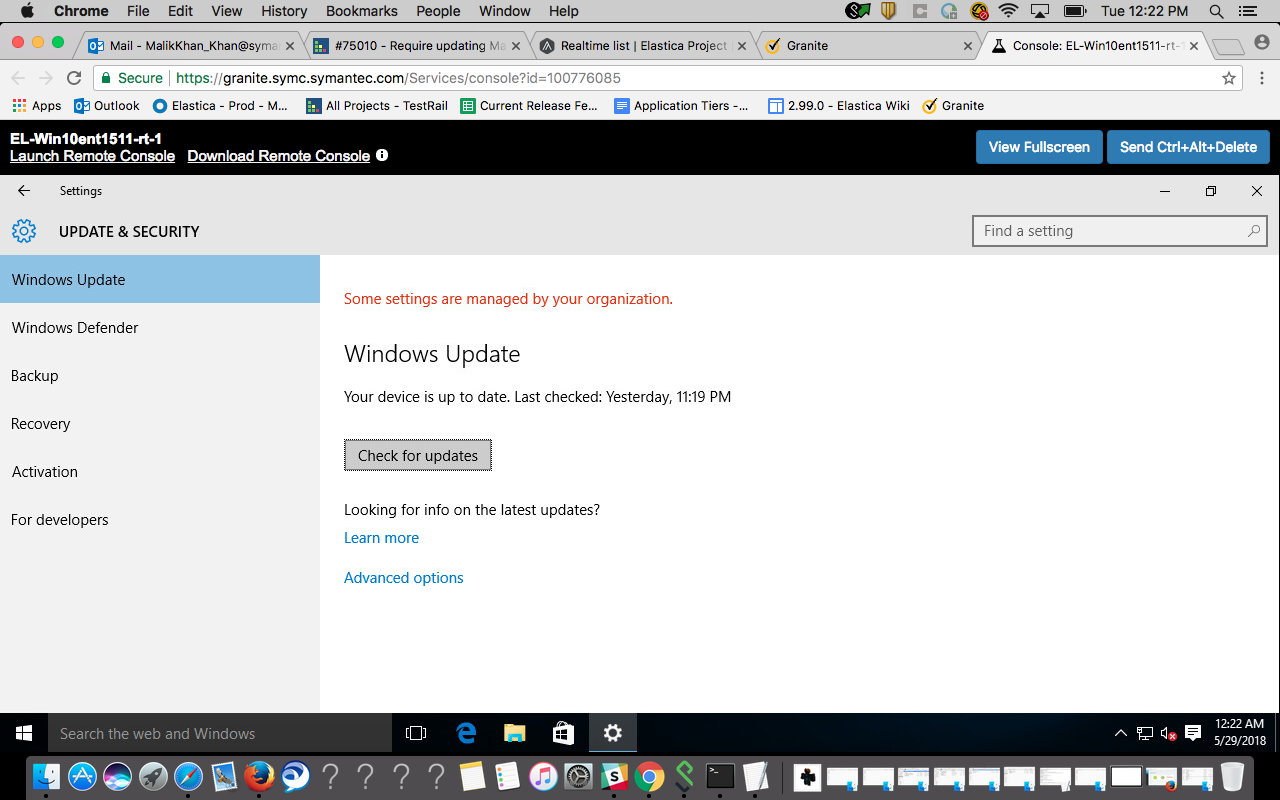 Chrome File Edit View History Bookmarks People Window Help Tue 12:22 PM
Mail - MalikKhan_Khan@syma #75010 - Require updating Ma Realtime list | Elastica Project Granite Console: EL-Win10ent1511-rt-1
Secure https://granite.symc.symantec.com/Services/console?id=100776085
Apps Outlook Elastica - Prod - M... All Projects - TestRail Current Release Fe... Application Tiers -... 2.99.0 - Elastica Wiki Granite
EL-Win10ent1511-rt-1
Launch Remote Console Download Remote Console View Fullscreen Send Ctrl+Alt+Delete
Settings
UPDATE & SECURITY Find a setting
Windows Update
Windows Defender
Backup
Recovery
Activation
For developers
Some settings are managed by your organization.
Windows Update
Your device is up to date. Last checked: Yesterday, 11:19 PM
Check for updates
Looking for info on the latest updates?
Learn more
Advanced options
Search the web and Windows
12:22 AM
5/29/2018